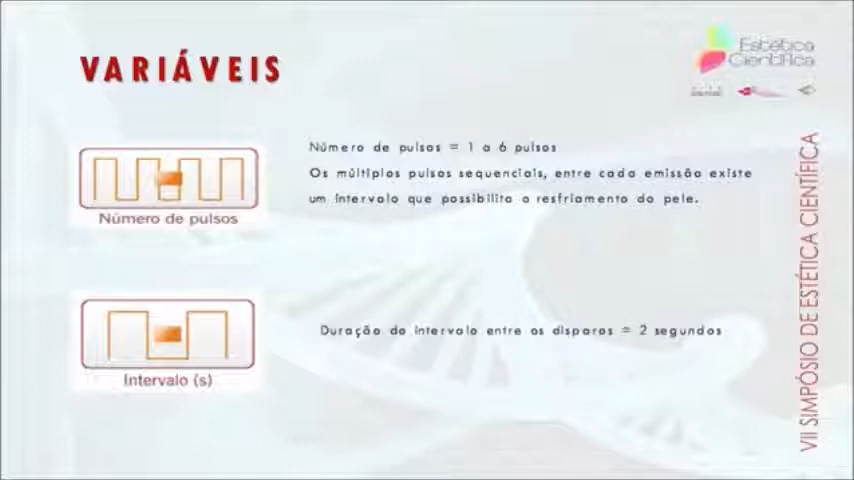 VARIÁVEIS
Estética
Científica
Número de pulsos = 1 a 6 pulsos
Os múltiplos pulsos sequenciais, entre cada emissão existe
um intervalo que possibilita o resfriamento da pele.
Número de pulsos
Duração do intervalo entre os disparos = 2 segundos
Intervalo (s)
VII SIMPÓSIO DE ESTÉTICA CIENTÍFICA